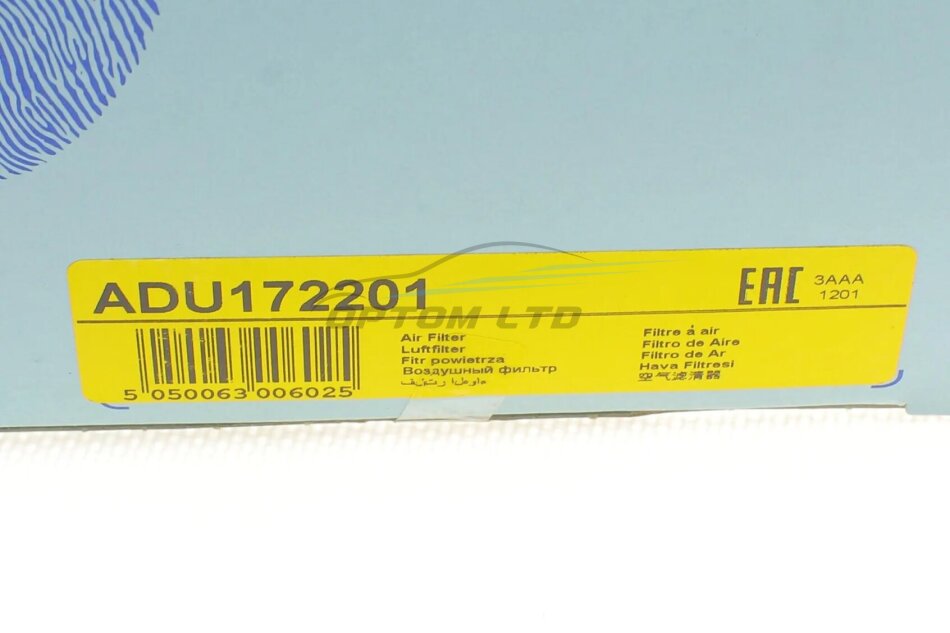 ADU172201
EAC
3AAA
1201
OPTOM LTD
Air Filter
Luftfilter
Fitr powietrza
Воздушный фильтр
Filtre à air
Filtro de Aire
Filtro de Ar
Hava Filtresi
空气滤清器
5 050063 006025